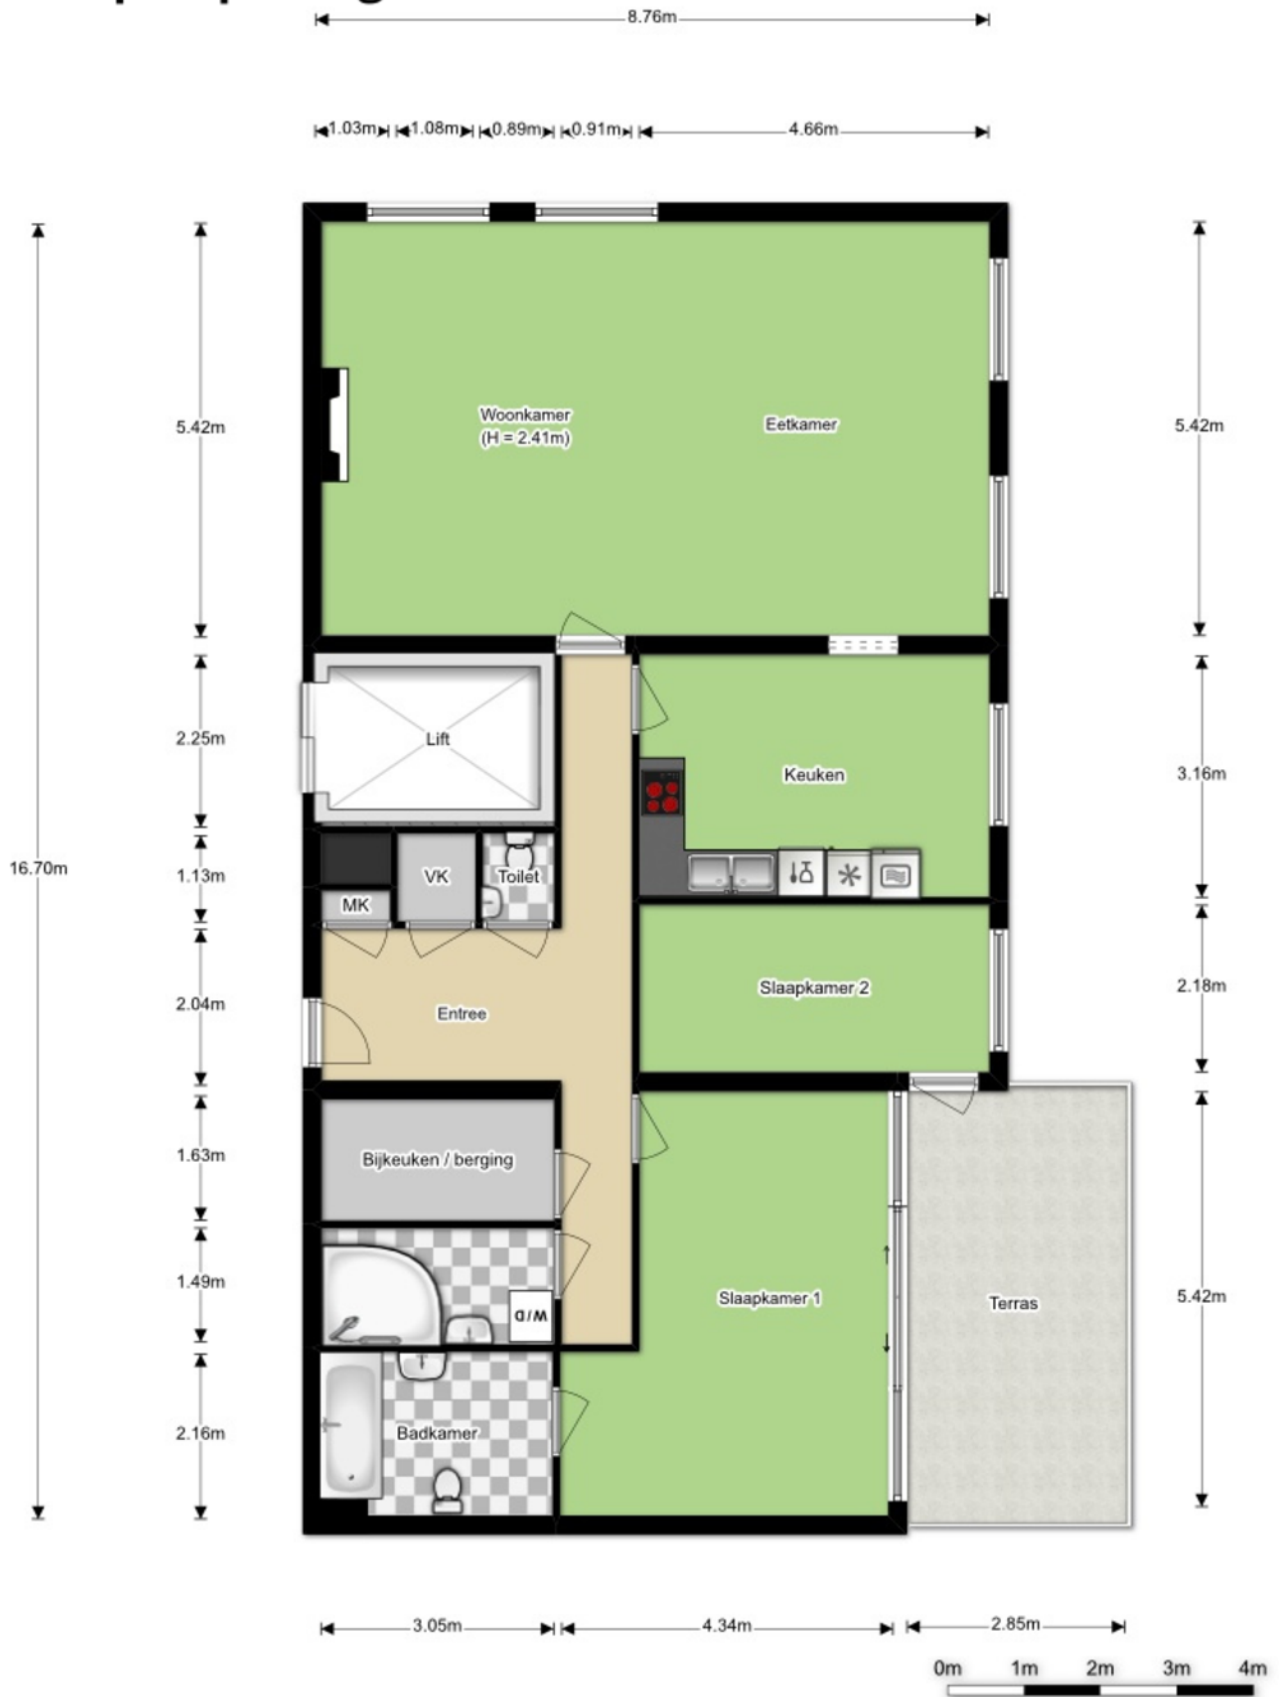 8.76m
1.03m
1.08m
0.89m
0.91m
4.66m
5.42m
Woonkamer
(H = 2.41m)
Eetkamer
5.42m
2.25m
Lift
Keuken
3.16m
16.70m
1.13m
VK
Toilet
MK
2.04m
Entree
Slaapkamer 2
2.18m
1.63m
Bijkeuken / berging
1.49m
W/D
Slaapkamer 1
Terras
5.42m
2.16m
Badkamer
3.05m
4.34m
2.85m
0m 1m 2m 3m 4m